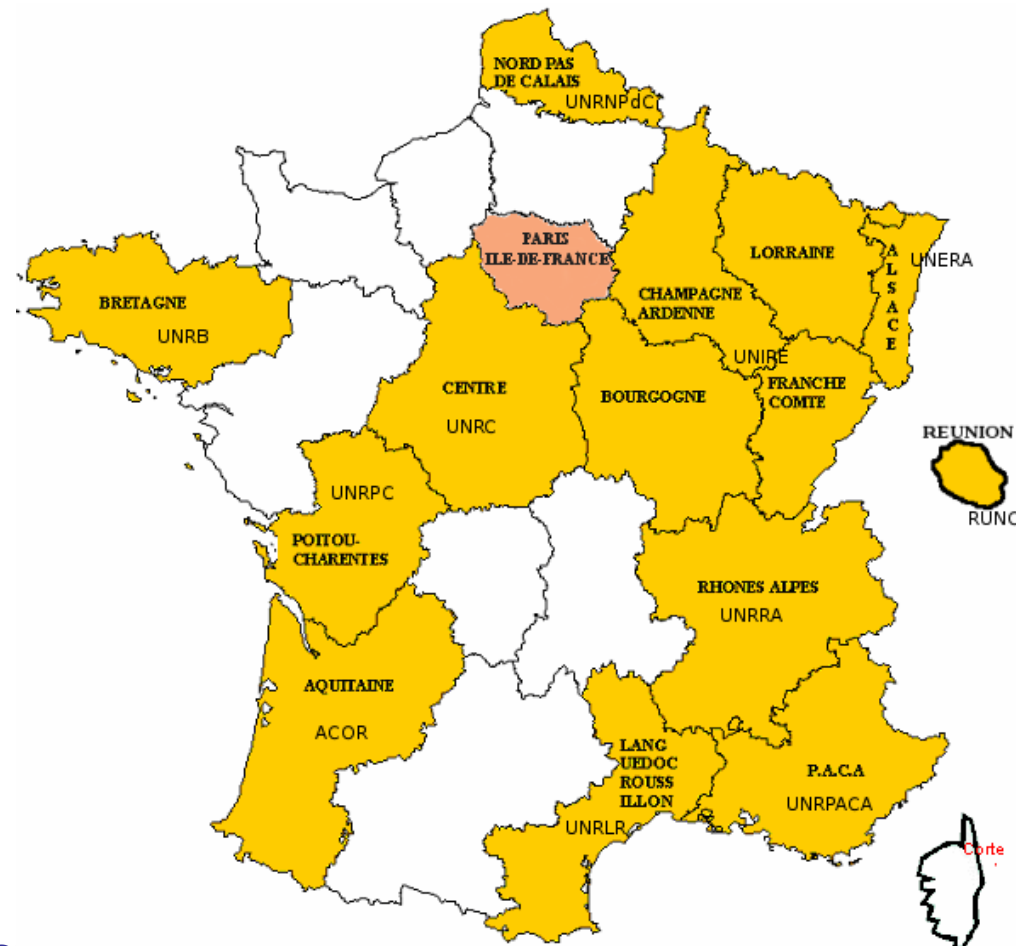 NORD PAS
DE CALAIS
UNRNPdC
PARIS
ILE-DE-FRANCE
LORRAINE
A
L
S
A
C
E
UNERA
CHAMPAGNE
ARDENNE
BRETAGNE
UNRB
UNIRE
FRANCHE
COMTE
CENTRE
UNRC
BOURGOGNE
REUNION
RUNO
UNRPC
POITOU-
CHARENTES
RHONES ALPES
UNRRA
AQUITAINE
ACOR
LANG
UEDOC
ROUSS
ILLON
UNRLR
P.A.C.A
UNRPACA
Corte